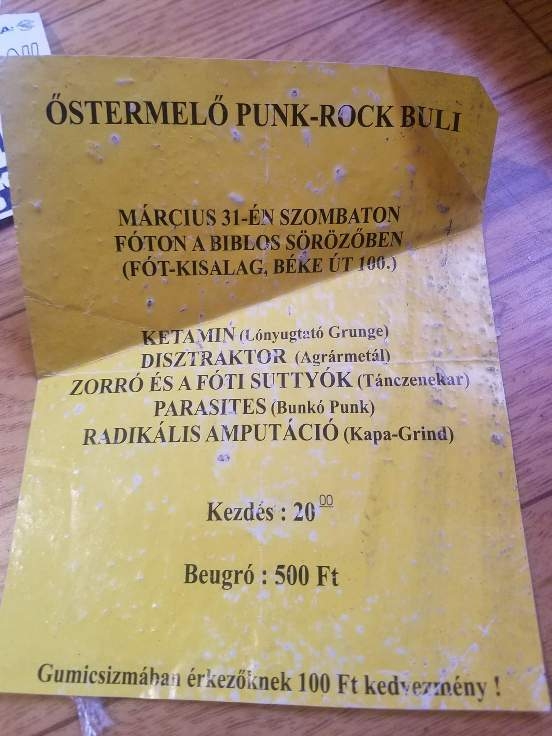 ŐSTERMELŐ PUNK-ROCK BULI
MÁRCIUS 31-ÉN SZOMBATON
FÓTON A BIBLOS SÖRÖZŐBEN
(FÓT-KISALAG, BÉKE ÚT 100.)
KETAMIN (Lónyugtató Grunge)
DISZTRAKTOR (Agrármetál)
ZORRÓ ÉS A FÓTI SUTTYÓK (Tánczenekar)
PARASITES (Bunkó Punk)
RADIKÁLIS AMPUTÁCIÓ (Kapa-Grind)
Kezdés : 20 00
Beugró : 500 Ft
Gumicsizmában érkezőknek 100 Ft kedvezmény !